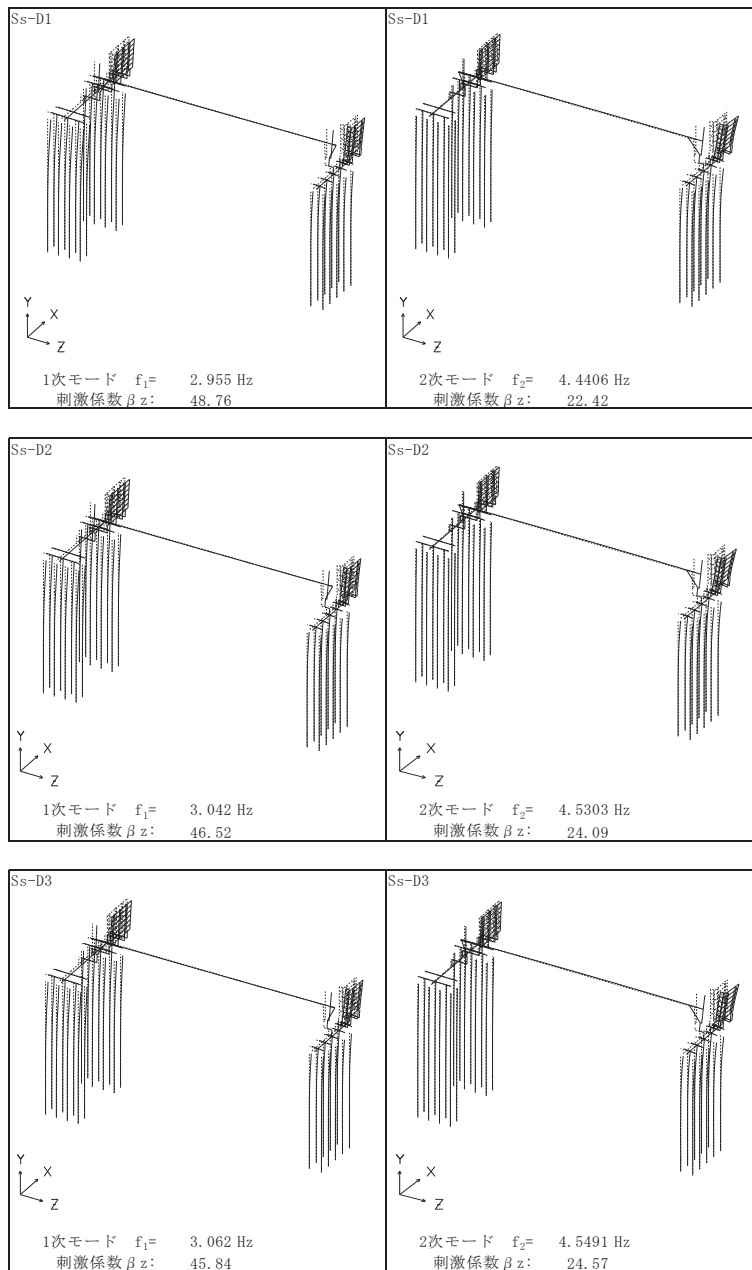 Ss-D1
Y
X
Z
1次モード f₁= 2.955 Hz
刺激係数βz: 48.76
Ss-D1
Y
X
Z
2次モード f₂= 4.4406 Hz
刺激係数βz: 22.42
Ss-D2
Y
X
Z
1次モード f₁= 3.042 Hz
刺激係数βz: 46.52
Ss-D2
Y
X
Z
2次モード f₂= 4.5303 Hz
刺激係数βz: 24.09
Ss-D3
Y
X
Z
1次モード f₁= 3.062 Hz
刺激係数βz: 45.84
Ss-D3
Y
X
Z
2次モード f₂= 4.5491 Hz
刺激係数βz: 24.57